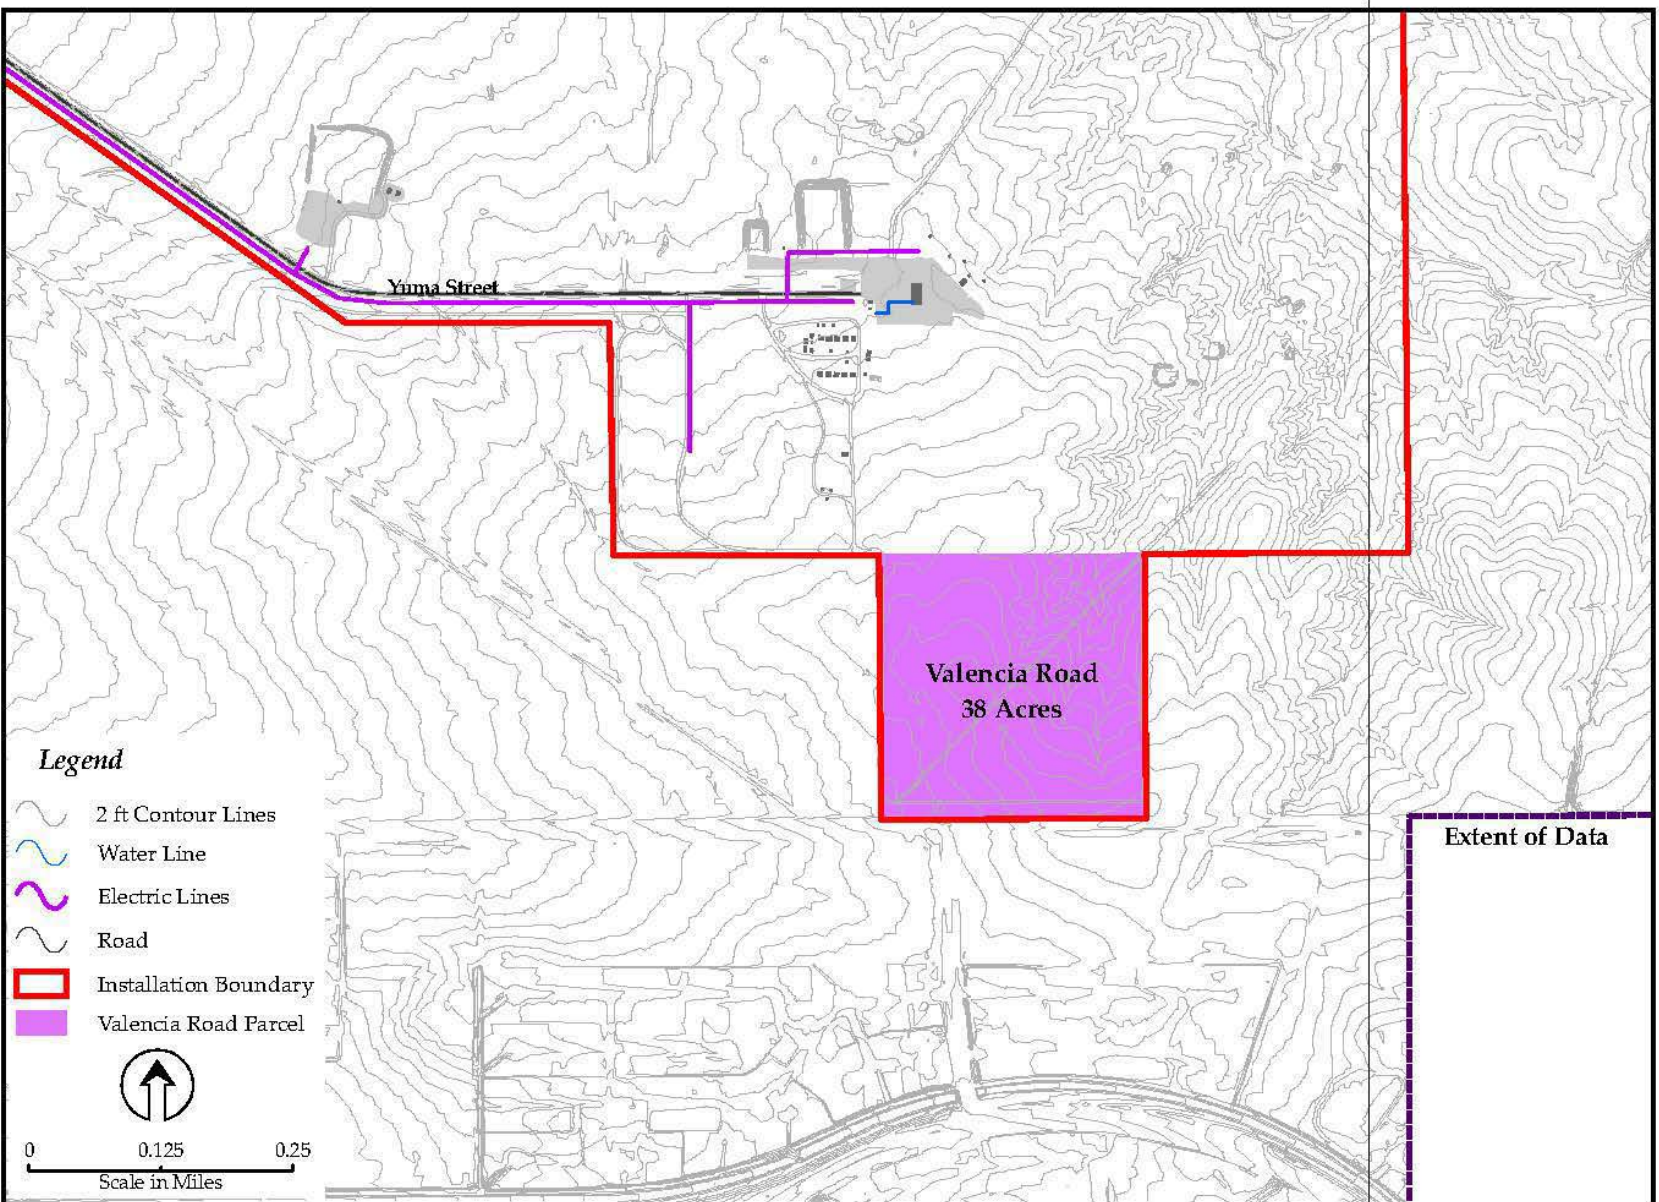 Yuma Street
Valencia Road
38 Acres
Extent of Data
Legend
2 ft Contour Lines
Water Line
Electric Lines
Road
Installation Boundary
Valencia Road Parcel
0 0.125 0.25
Scale in Miles